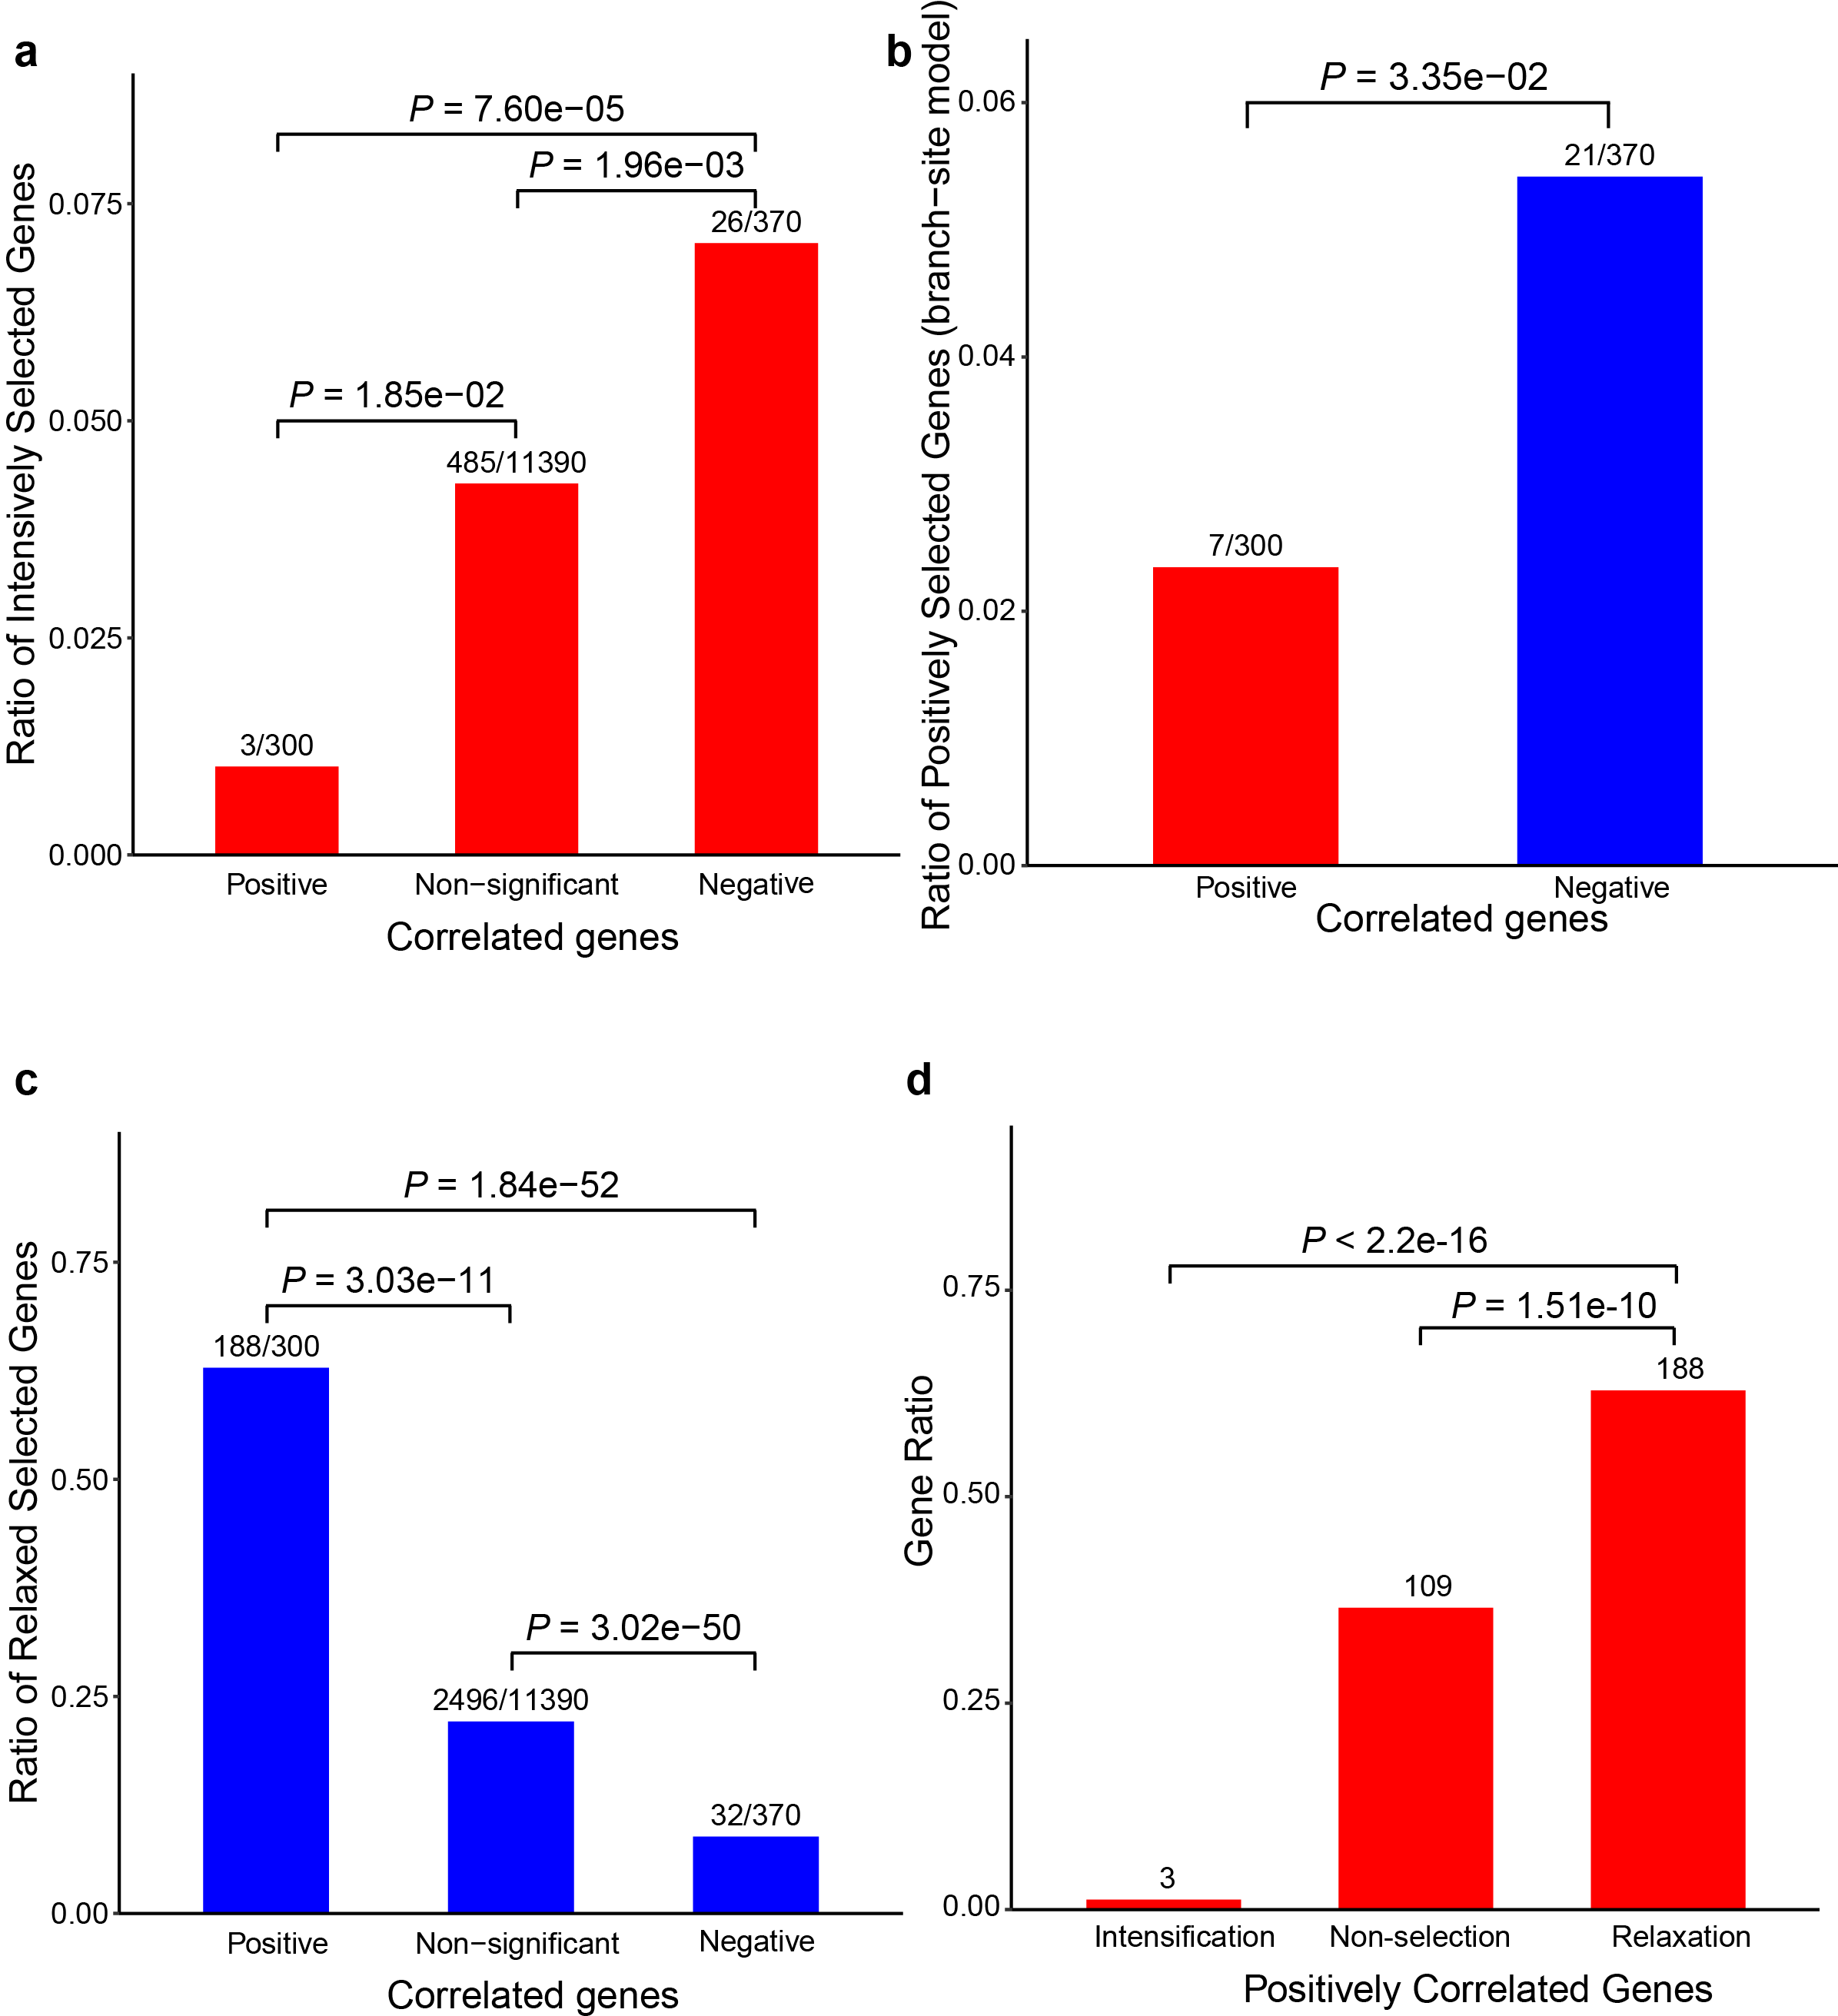 a
Ratio of Intensively Selected Genes
0.075
0.050
0.025
0.000
P = 7.60e−05
P = 1.96e−03
P = 1.85e−02
3/300
485/11390
26/370
Positive
Non−significant
Negative
Correlated genes
b
Ratio of Positively Selected Genes (branch−site model)
0.06
0.04
0.02
0.00
P = 3.35e−02
7/300
21/370
Positive
Negative
Correlated genes
c
Ratio of Relaxed Selected Genes
0.75
0.50
0.25
0.00
P = 1.84e−52
P = 3.03e−11
P = 3.02e−50
188/300
2496/11390
32/370
Positive
Non−significant
Negative
Correlated genes
d
Gene Ratio
0.75
0.50
0.25
0.00
P < 2.2e-16
P = 1.51e-10
3
109
188
Intensification
Non-selection
Relaxation
Positively Correlated Genes